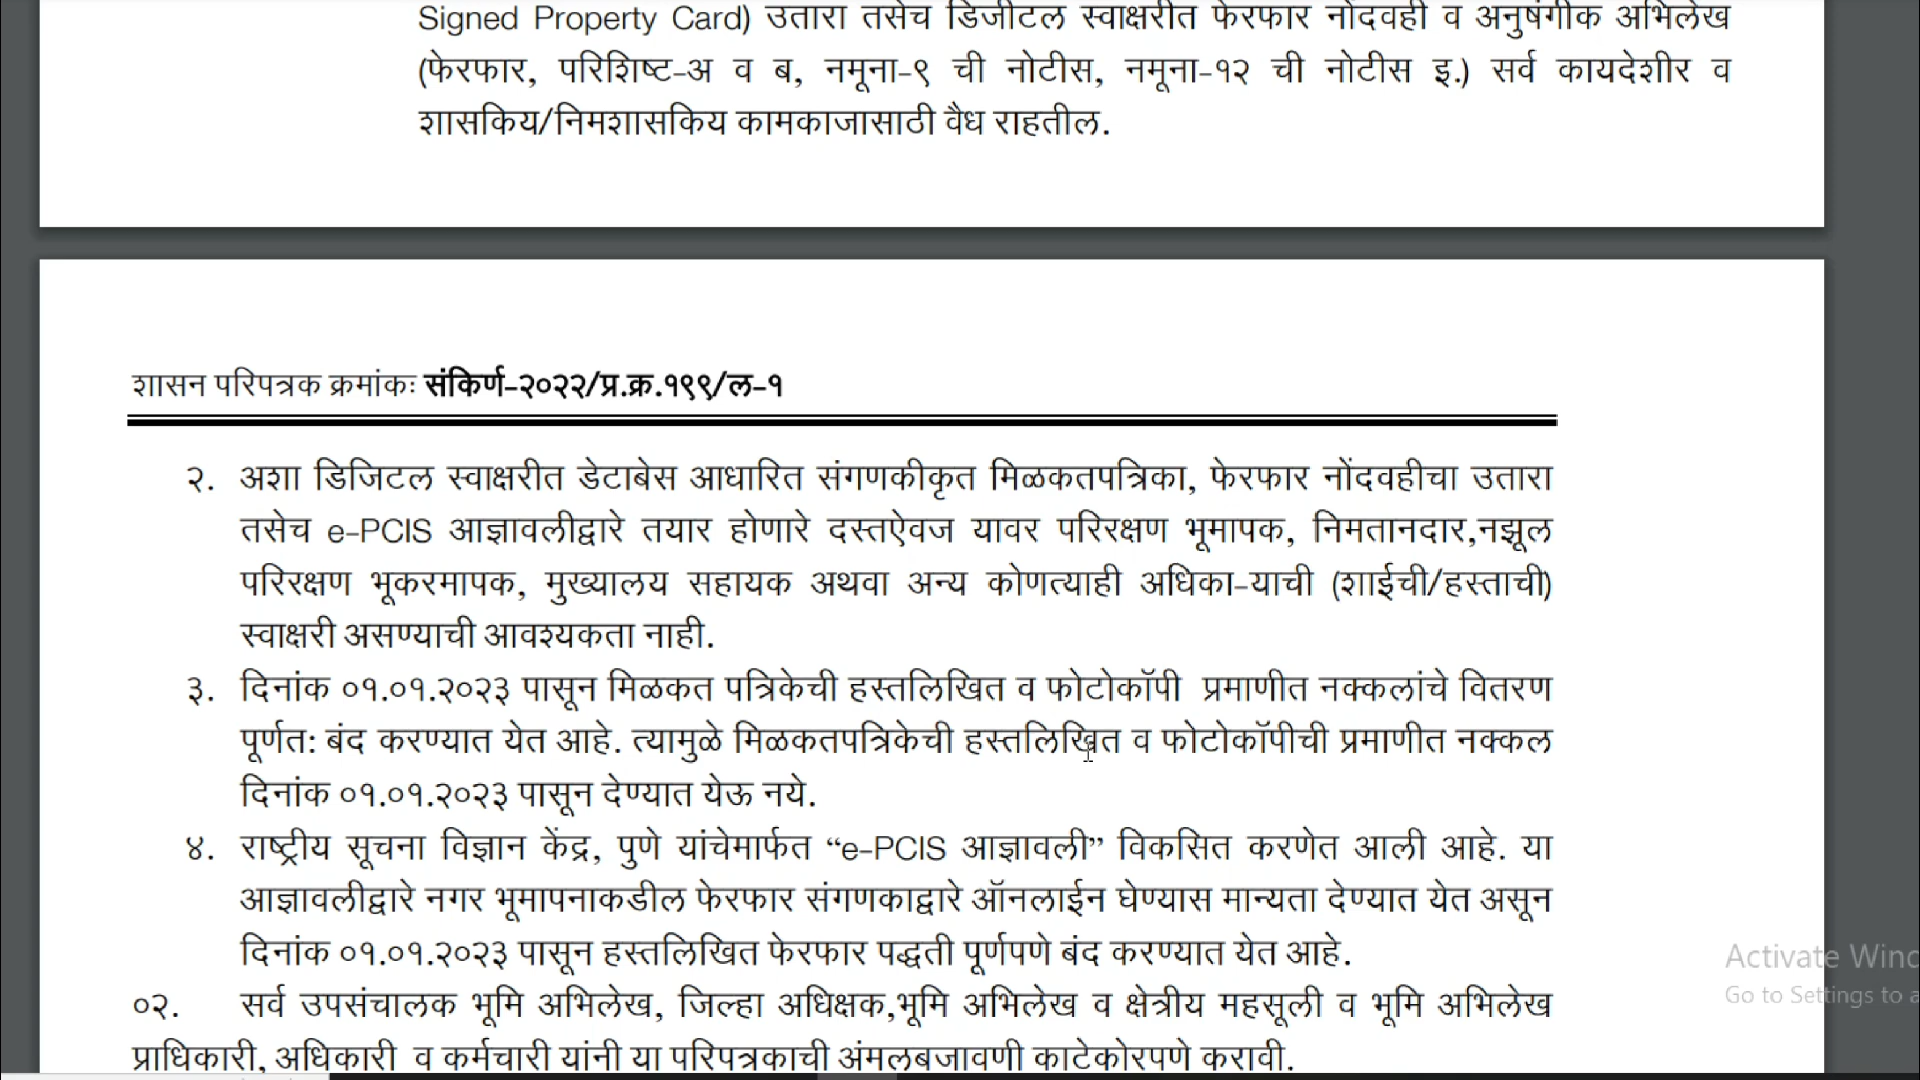 Signed Property Card) उतारा तसेच डिजीटल स्वाक्षरीत फेरफार नोंदवही व अनुषंगीक अभिलेख
(फेरफार, परिशिष्ट-अ व ब, नमूना-९ ची नोटीस, नमूना-१२ ची नोटीस इ.) सर्व कायदेशीर व
शासकिय/निमशासकिय कामकाजासाठी वैध राहतील.
शासन परिपत्रक क्रमांकः संकिर्ण-२०२२/प्र.क्र.१९९/ल-१
२. अशा डिजिटल स्वाक्षरीत डेटाबेस आधारित संगणकीकृत मिळकतपत्रिका, फेरफार नोंदवहीचा उतारा
तसेच e-PCIS आज्ञावलीद्वारे तयार होणारे दस्तऐवज यावर परिरक्षण भूमापक, निमतानदार,नझूल
परिरक्षण भूकरमापक, मुख्यालय सहायक अथवा अन्य कोणत्याही अधिका-याची (शाईची/हस्ताची)
स्वाक्षरी असण्याची आवश्यकता नाही.
३. दिनांक ०१.०१.२०२३ पासून मिळकत पत्रिकेची हस्तलिखित व फोटोकॉपी प्रमाणीत नक्कलांचे वितरण
पूर्णत: बंद करण्यात येत आहे. त्यामुळे मिळकतपत्रिकेची हस्तलिखित व फोटोकॉपीची प्रमाणीत नक्कल
दिनांक ०१.०१.२०२३ पासून देण्यात येऊ नये.
४. राष्ट्रीय सूचना विज्ञान केंद्र, पुणे यांचेमार्फत “e-PCIS आज्ञावली” विकसित करणेत आली आहे. या
आज्ञावलीद्वारे नगर भूमापनाकडील फेरफार संगणकाद्वारे ऑनलाईन घेण्यास मान्यता देण्यात येत असून
दिनांक ०१.०१.२०२३ पासून हस्तलिखित फेरफार पद्धती पूर्णपणे बंद करण्यात येत आहे.
०२. सर्व उपसंचालक भूमि अभिलेख, जिल्हा अधिक्षक,भूमि अभिलेख व क्षेत्रीय महसूली व भूमि अभिलेख
प्राधिकारी, अधिकारी व कर्मचारी यांनी या परिपत्रकाची अंमलबजावणी काटेकोरपणे करावी.
Activate Wind
Go to Settings to a